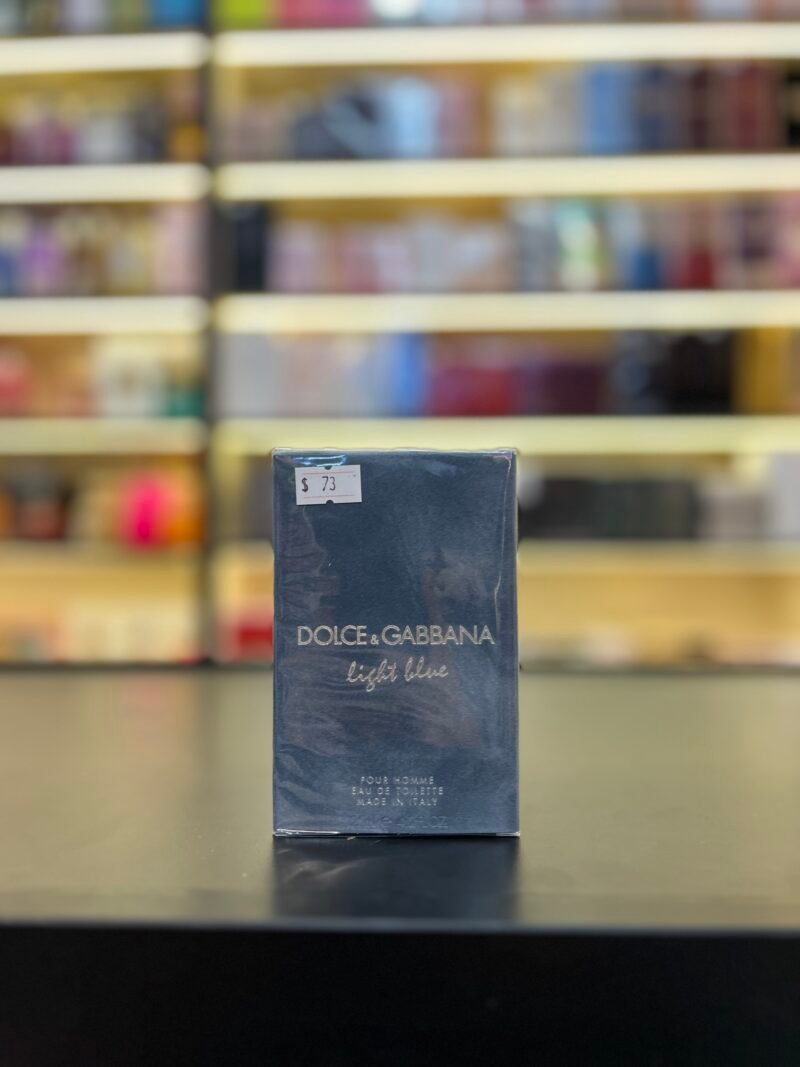 $ 73
DOLCE & GABBANA
light blue
POUR HOMME
EAU DE TOILETTE
MADE IN ITALY